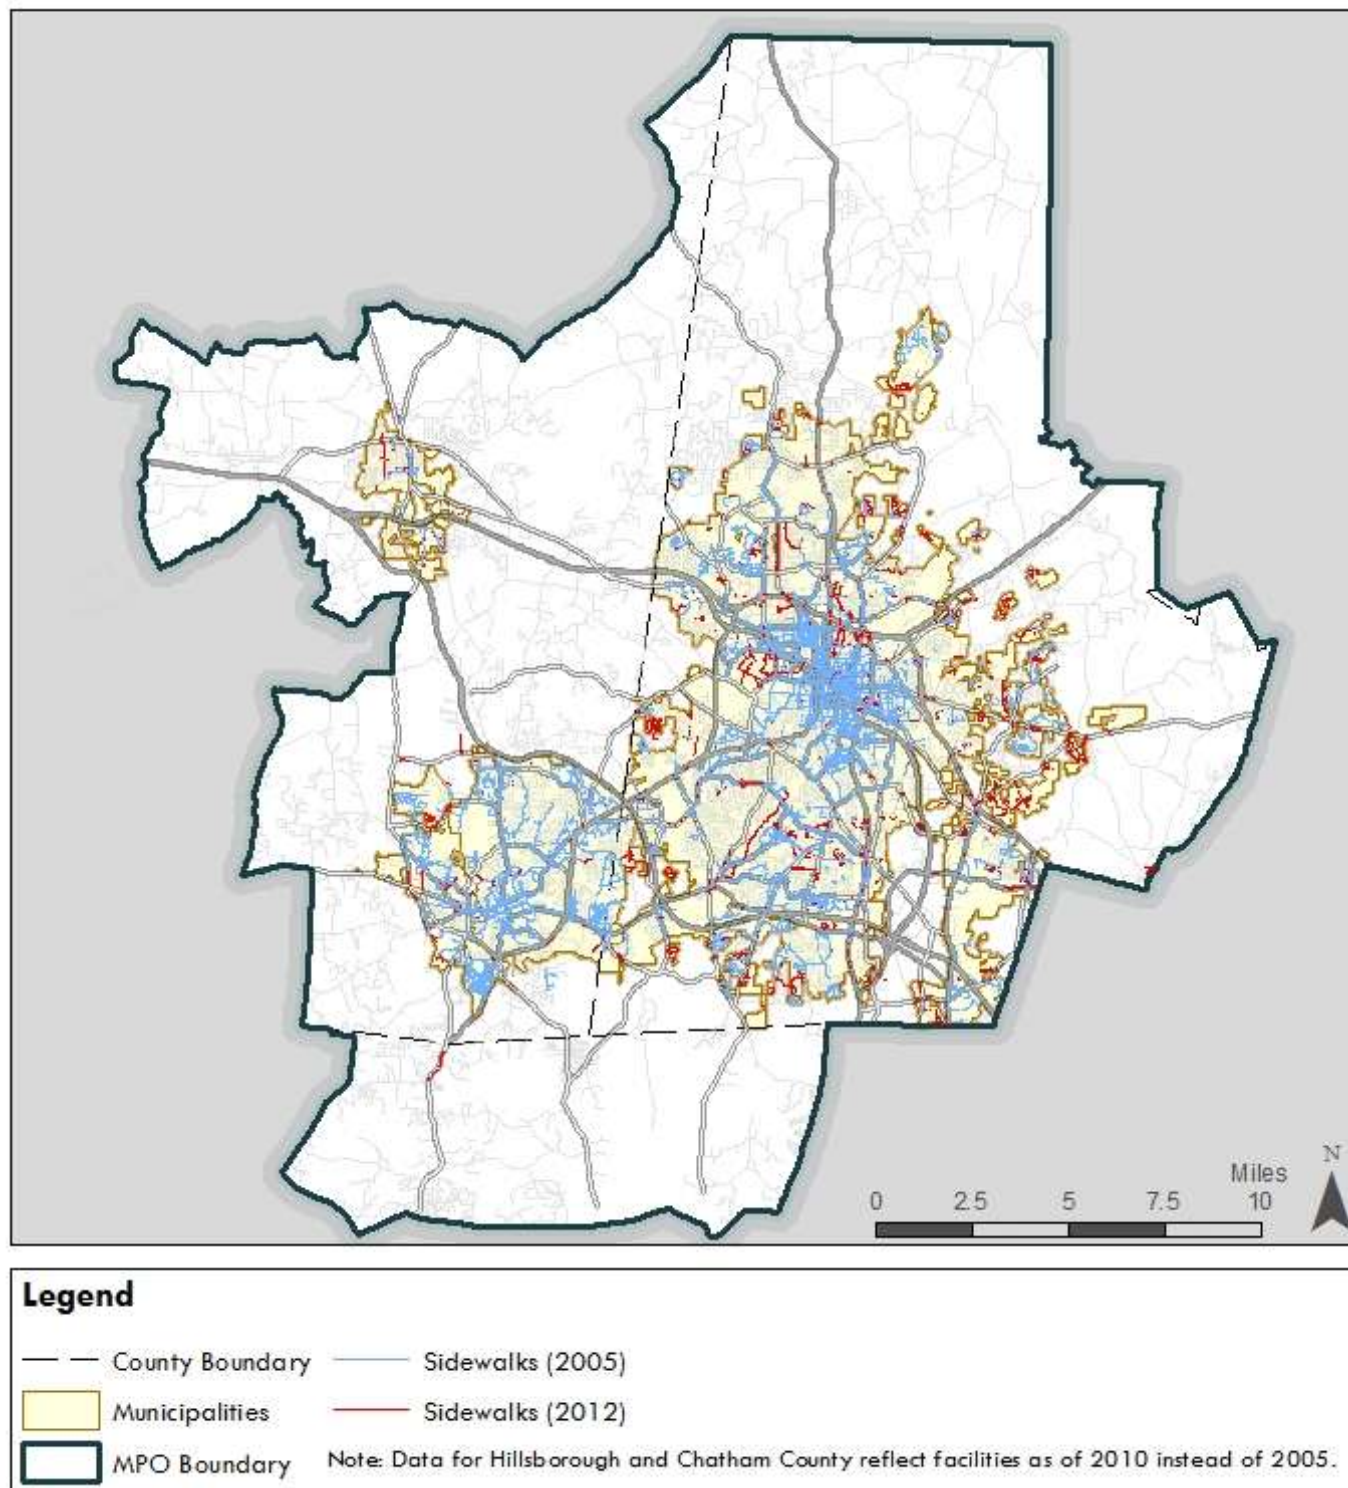 N
Miles
0 2.5 5 7.5 10
Legend
County Boundary Sidewalks (2005)
Municipalities Sidewalks (2012)
MPO Boundary Note: Data for Hillsborough and Chatham County reflect facilities as of 2010 instead of 2005.